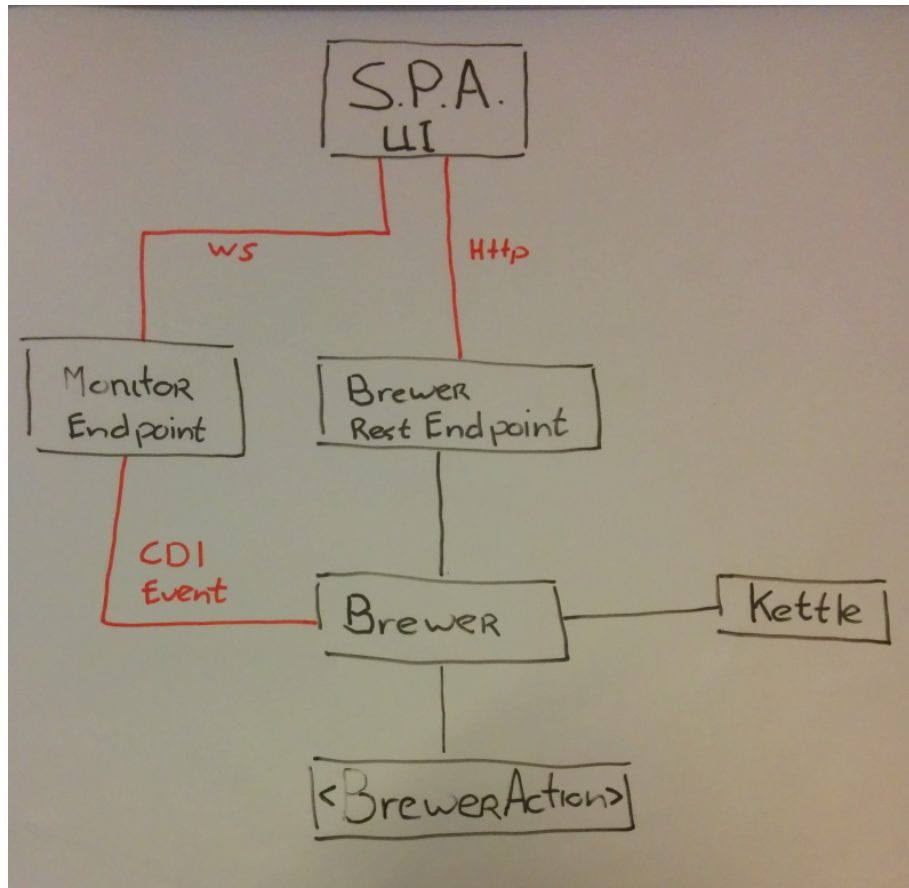 S.P.A.
UI
WS
Http
Monitor
Endpoint
Brewer
Rest Endpoint
CDI
Event
Brewer
Kettle
<BrewerAction>